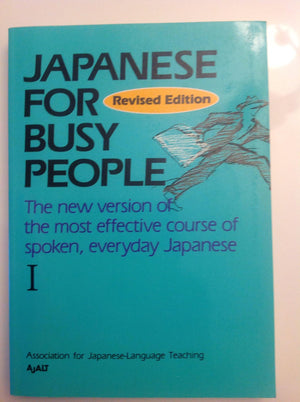 JAPANESE
FOR
Revised Edition
BUSY
PEOPLE
The new version of
the most effective course of
spoken, everyday Japanese
I
Association for Japanese-Language Teaching
AJALT